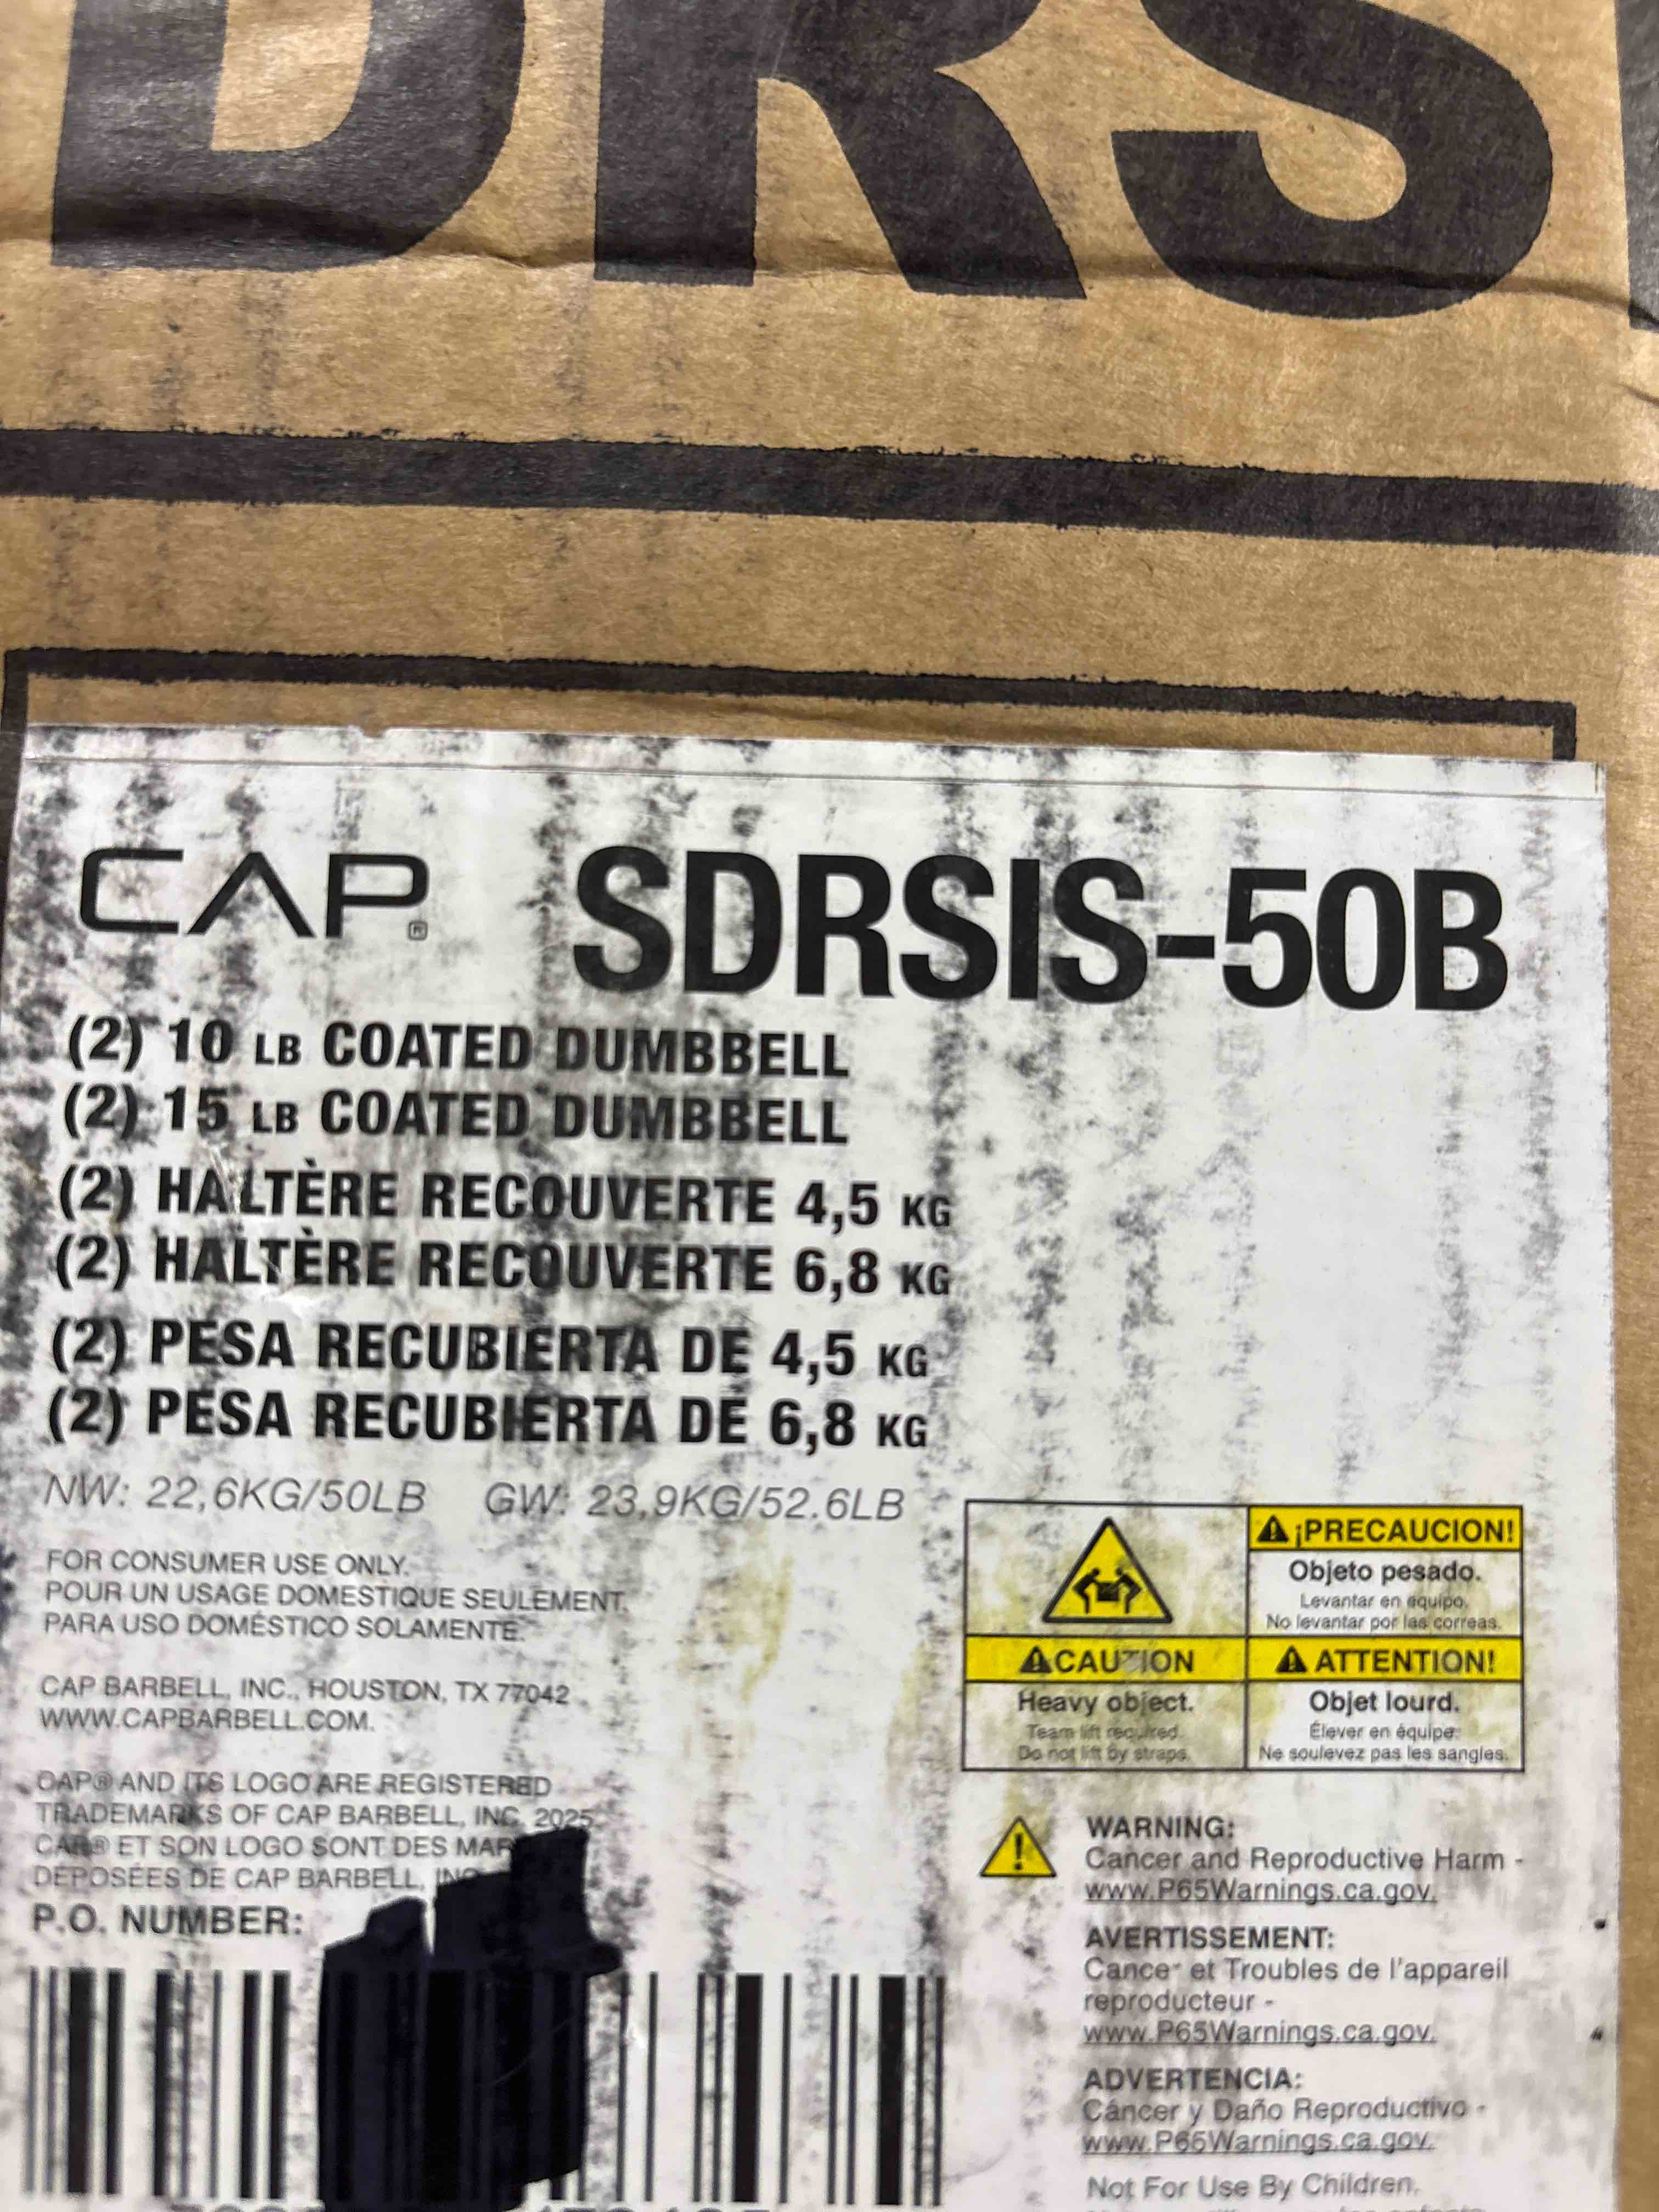 DRS
CAP® SDRSIS-50B
(2) 10 LB COATED DUMBBELL
(2) 15 LB COATED DUMBBELL
(2) HALTÈRE RECOUVERTE 4,5 KG
(2) HALTÈRE RECOUVERTE 6,8 KG
(2) PESA RECUBIERTA DE 4,5 KG
(2) PESA RECUBIERTA DE 6,8 KG
NW: 22,6KG/50LB GW: 23,9KG/52.6LB
FOR CONSUMER USE ONLY.
POUR UN USAGE DOMESTIQUE SEULEMENT.
PARA USO DOMÉSTICO SOLAMENTE.
CAP BARBELL, INC., HOUSTON, TX 77042
WWW.CAPBARBELL.COM.
CAP® AND ITS LOGO ARE REGISTERED
TRADEMARKS OF CAP BARBELL, INC. 2025
CAP® ET SON LOGO SONT DES
DÉPOSÉES DE CAP BARBELL,
P.O. NUMBER:
¡PRECAUCION!
Objeto pesado.
Levantar en equipo.
No levantar por las correas.
CAUTION
Heavy object.
Team lift required.
Do not lift by straps.
ATTENTION!
Objet lourd.
Élever en équipe.
Ne soulevez pas les sangles.
WARNING:
Cancer and Reproductive Harm -
www.P65Warnings.ca.gov.
AVERTISSEMENT:
Cancer et Troubles de l'appareil
reproducteur -
www.P65Warnings.ca.gov.
ADVERTENCIA:
Cáncer y Daño Reproductivo -
www.P65Warnings.ca.gov.
Not For Use By Children.